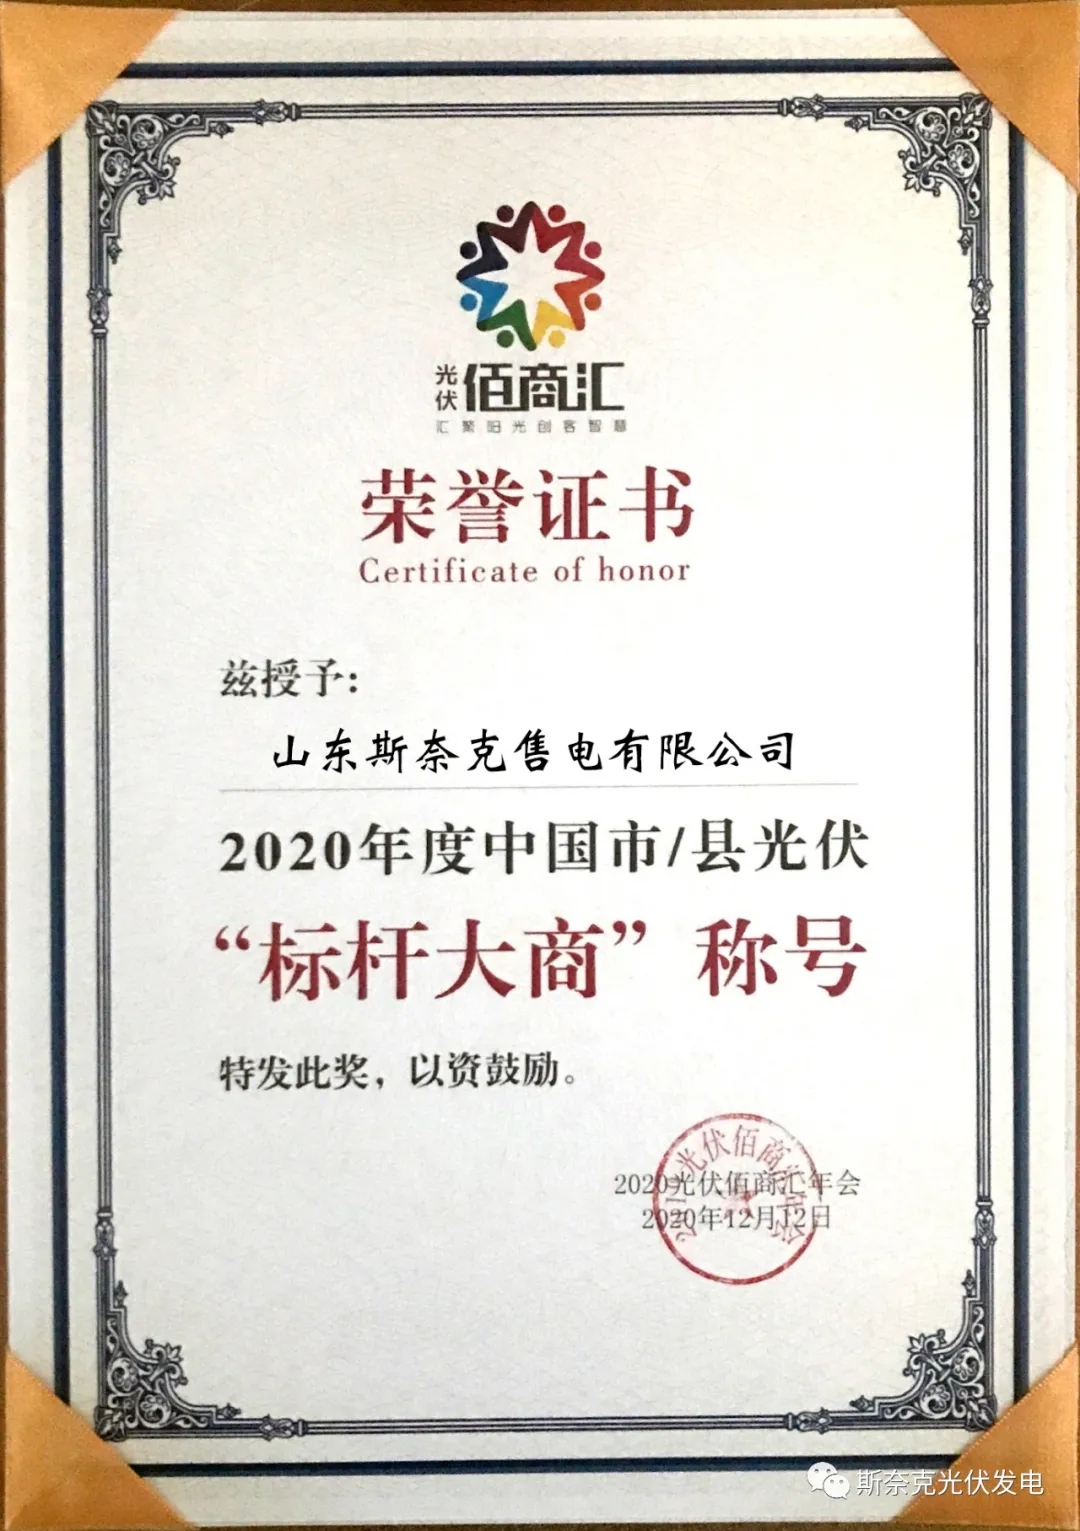 光伏佰商汇
汇聚阳光创客智慧
荣誉证书
Certificate of honor
兹授予:
山东斯奈克售电有限公司
2020年度中国市/县光伏
“标杆大商”称号
特发此奖，以资鼓励。
2020光伏佰商汇年会
2020年12月12日
斯奈克光伏发电